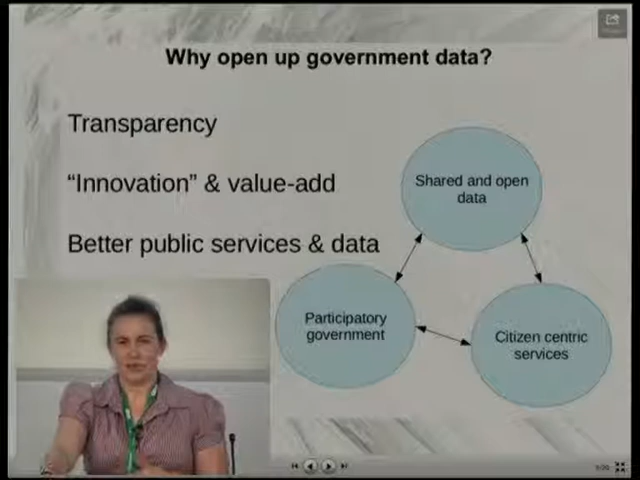 Why open up government data?
Transparency
“Innovation” & value-add
Better public services & data
Shared and open
data
Participatory
government
Citizen centric
services